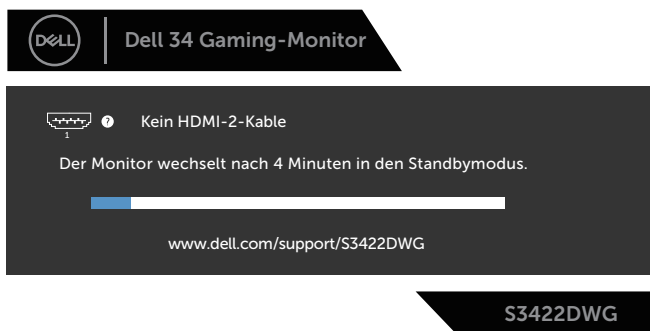 DELL
Dell 34 Gaming-Monitor
? Kein HDMI-2-Kable
1
Der Monitor wechselt nach 4 Minuten in den Standbymodus.
www.dell.com/support/S3422DWG
S3422DWG